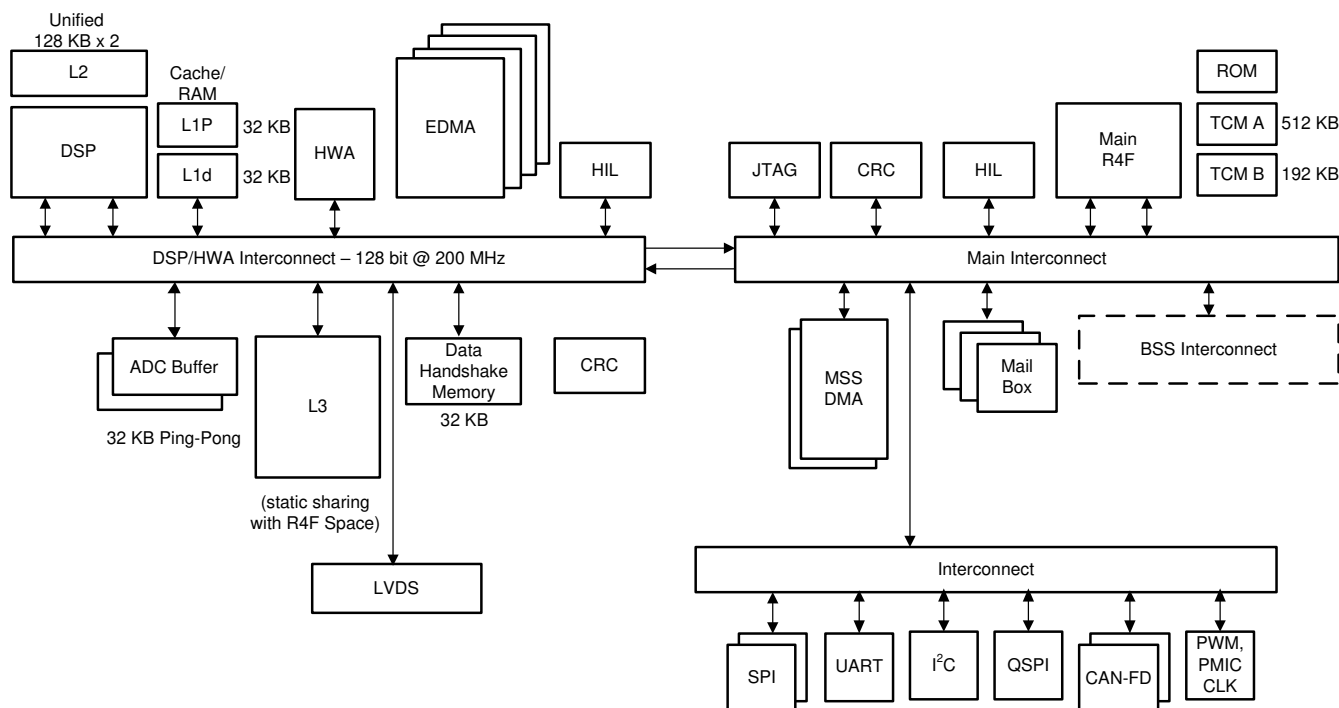 Unified
128 KB x 2
L2
Cache/
RAM
DSP
L1P
32 KB
L1d
32 KB
HWA
EDMA
HIL
JTAG
CRC
HIL
Main
R4F
ROM
TCM A
512 KB
TCM B
192 KB
DSP/HWA Interconnect – 128 bit @ 200 MHz
Main Interconnect
ADC Buffer
32 KB Ping-Pong
L3
(static sharing
with R4F Space)
Data
Handshake
Memory
32 KB
CRC
LVDS
MSS
DMA
Mail
Box
BSS Interconnect
Interconnect
SPI
UART
I²C
QSPI
CAN-FD
PWM,
PMIC
CLK